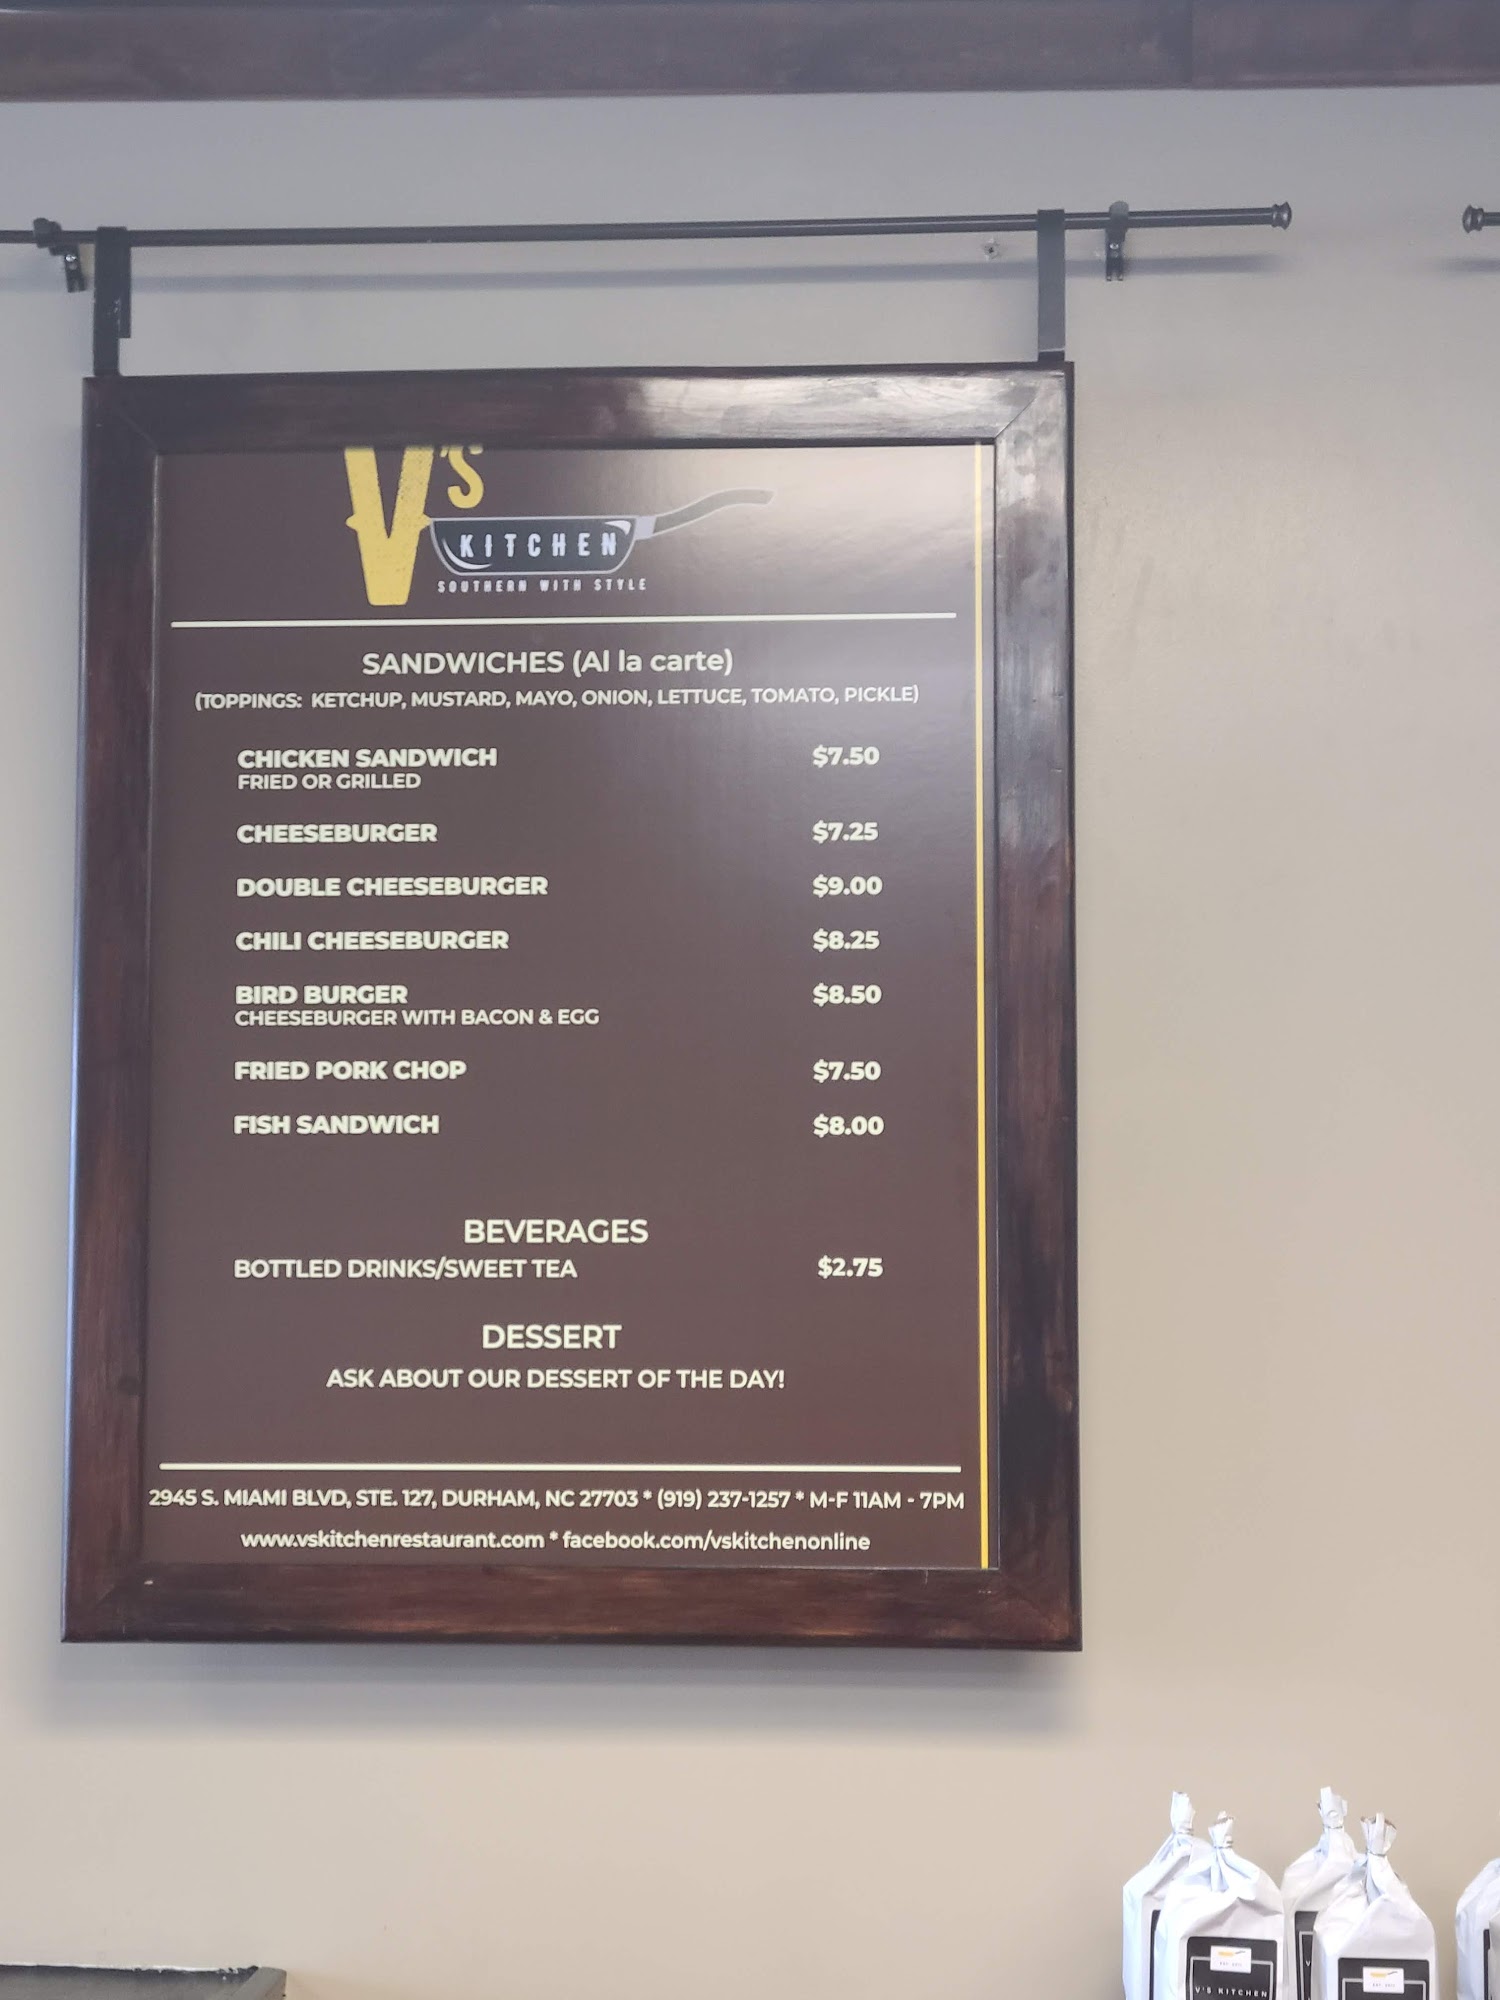 V'S
KITCHEN
SOUTHERN WITH STYLE
SANDWICHES (Al la carte)
(TOPPINGS: KETCHUP, MUSTARD, MAYO, ONION, LETTUCE, TOMATO, PICKLE)
CHICKEN SANDWICH $7.50
FRIED OR GRILLED
CHEESEBURGER $7.25
DOUBLE CHEESEBURGER $9.00
CHILI CHEESEBURGER $8.25
BIRD BURGER $8.50
CHEESEBURGER WITH BACON & EGG
FRIED PORK CHOP $7.50
FISH SANDWICH $8.00
BEVERAGES
BOTTLED DRINKS/SWEET TEA $2.75
DESSERT
ASK ABOUT OUR DESSERT OF THE DAY!
2945 S. MIAMI BLVD, STE. 127, DURHAM, NC 27703 * (919) 237-1257 * M-F 11AM - 7PM
www.vskitchenrestaurant.com * facebook.com/vskitchenonline
V'S KITCHEN